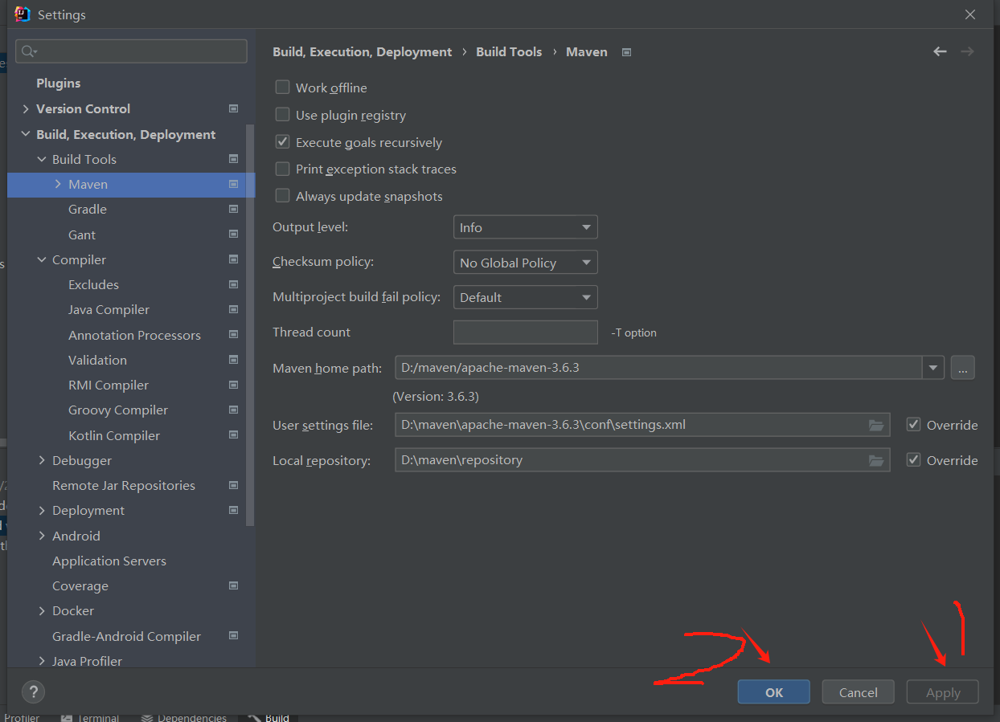 Settings
Plugins
Version Control
Build, Execution, Deployment
Build Tools
Maven
Gradle
Gant
Compiler
Excludes
Java Compiler
Annotation Processors
Validation
RMI Compiler
Groovy Compiler
Kotlin Compiler
Debugger
Remote Jar Repositories
Deployment
Android
Application Servers
Coverage
Docker
Gradle-Android Compiler
Java Profiler
Build, Execution, Deployment › Build Tools › Maven
Work offline
Use plugin registry
Execute goals recursively
Print exception stack traces
Always update snapshots
Output level: Info
Checksum policy: No Global Policy
Multiproject build fail policy: Default
Thread count -T option
Maven home path: D:/maven/apache-maven-3.6.3 ...
(Version: 3.6.3)
User settings file: D:\maven\apache-maven-3.6.3\conf\settings.xml Override
Local repository: D:\maven\repository Override
2 1
? OK Cancel Apply
Profiler Terminal Dependencies Build